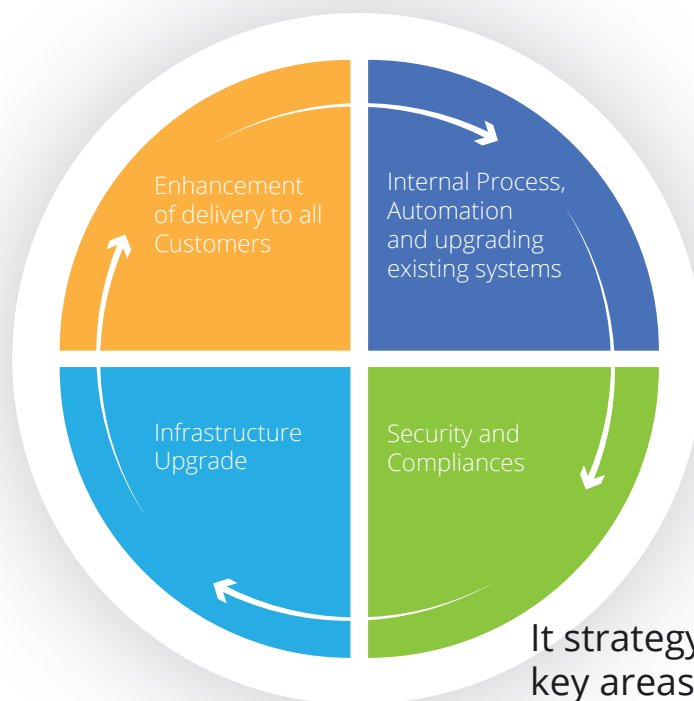 Enhancement
of delivery to all
Customers
Internal Process,
Automation
and upgrading
existing systems
Infrastructure
Upgrade
Security and
Compliances
It strategy
key areas